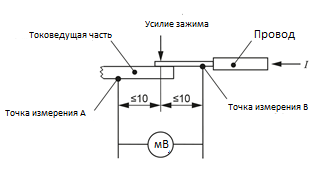 Усилие зажима
Токоведущая часть
Провод
I
Точка измерения А
≤10
≤10
Точка измерения В
мВ